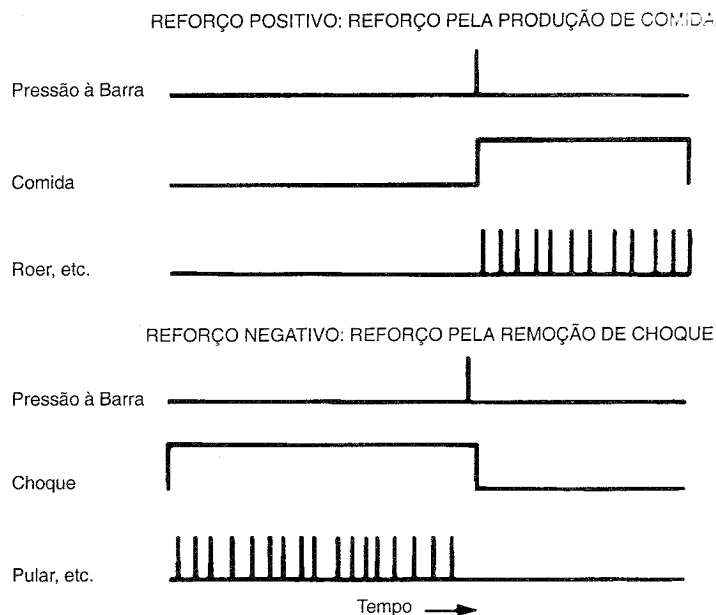 REFORÇO POSITIVO: REFORÇO PELA PRODUÇÃO DE COMIDA
Pressão à Barra
Comida
Roer, etc.
REFORÇO NEGATIVO: REFORÇO PELA REMOÇÃO DE CHOQUE
Pressão à Barra
Choque
Pular, etc.
Tempo